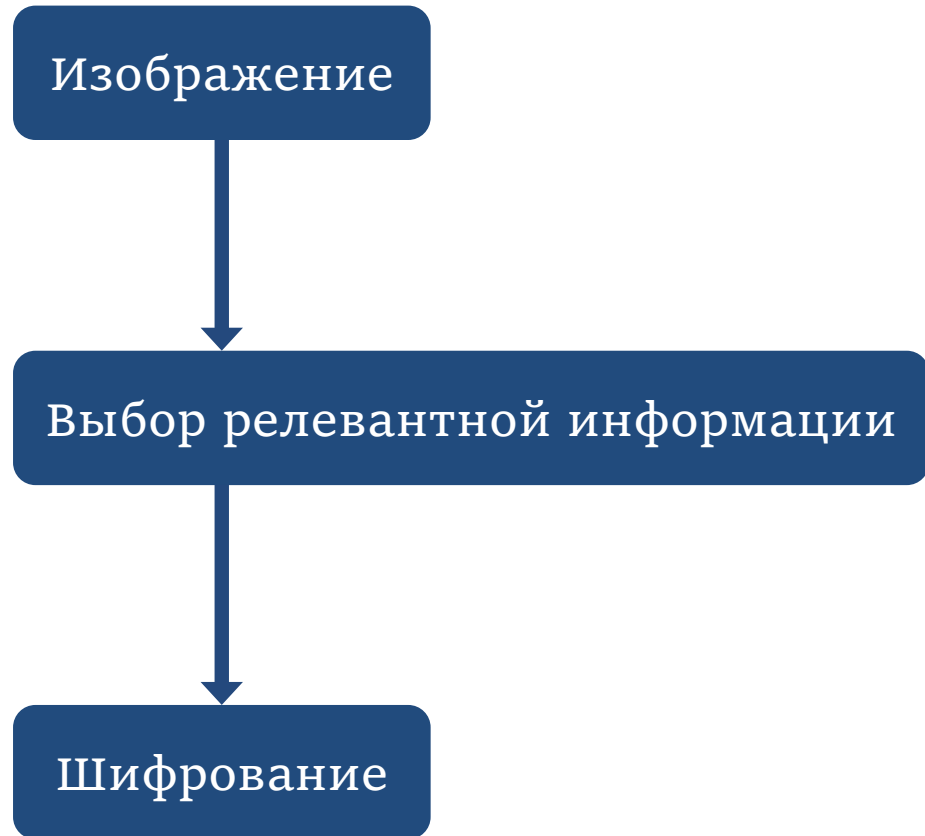 Изображение
Выбор релевантной информации
Шифрование